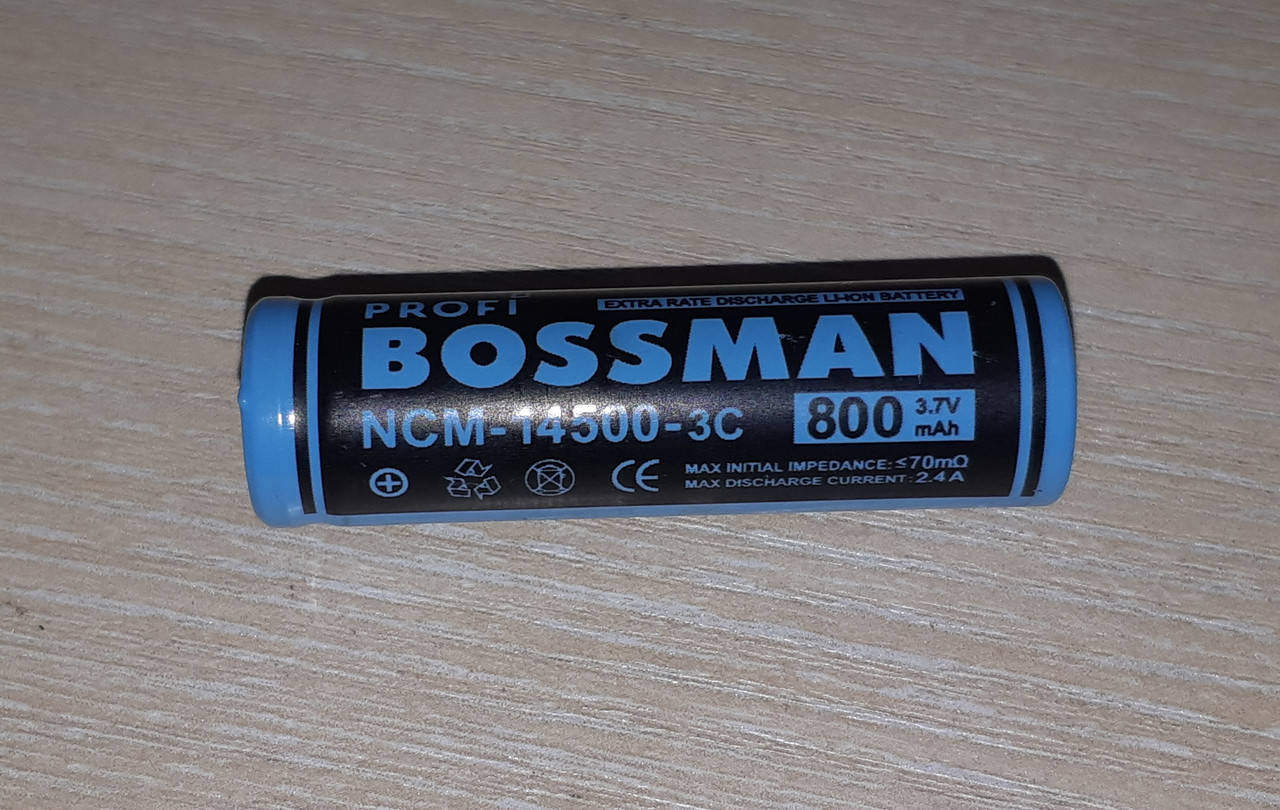 PROFI
EXTRA RATE DISCHARGE LI-ION BATTERY
BOSSMAN
NCM-14500-3C
800 3.7V mAh
CE
MAX INITIAL IMPEDANCE: ≤70mΩ
MAX DISCHARGE CURRENT: 2.4A